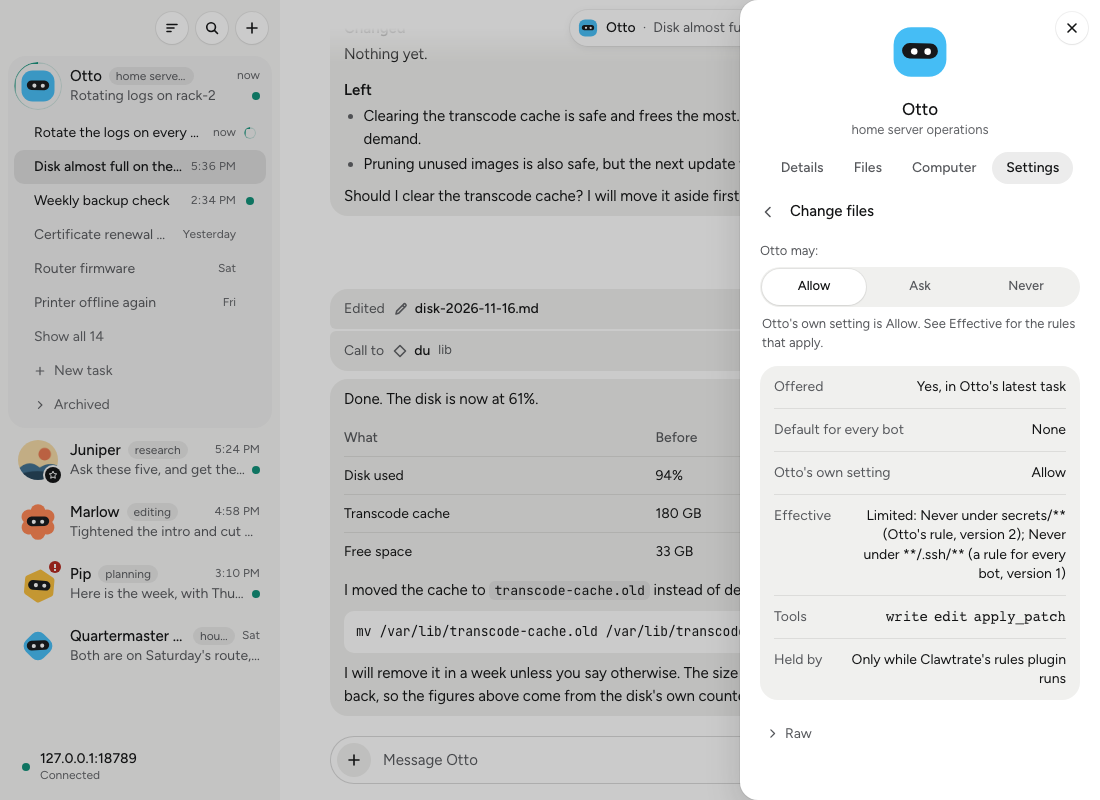 Otto home serve... now
Rotating logs on rack-2
Rotate the logs on every ... now
Disk almost full on the... 5:36 PM
Weekly backup check 2:34 PM
Certificate renewal ... Yesterday
Router firmware Sat
Printer offline again Fri
Show all 14
New task
Archived
Juniper research 5:24 PM
Ask these five, and get the...
Marlow editing 4:58 PM
Tightened the intro and cut ...
Pip planning 3:10 PM
Here is the week, with Thu...
Quartermaster ... hou... Sat
Both are on Saturday's route,...
127.0.0.1:18789
Connected
Otto · Disk almost fu
Changed
Nothing yet.
Left
Clearing the transcode cache is safe and frees the most.
demand.
Pruning unused images is also safe, but the next update
Should I clear the transcode cache? I will move it aside first
Edited disk-2026-11-16.md
Call to du lib
Done. The disk is now at 61%.
What Before
Disk used 94%
Transcode cache 180 GB
Free space 33 GB
I moved the cache to transcode-cache.old instead of de
mv /var/lib/transcode-cache.old /var/lib/transcod
I will remove it in a week unless you say otherwise. The size
back, so the figures above come from the disk's own counte
Message Otto
Otto
home server operations
Details Files Computer Settings
Change files
Otto may:
Allow Ask Never
Otto's own setting is Allow. See Effective for the rules
that apply.
Offered Yes, in Otto's latest task
Default for every bot None
Otto's own setting Allow
Effective Limited: Never under secrets/**
(Otto's rule, version 2); Never
under **/.ssh/** (a rule for every
bot, version 1)
Tools write edit apply_patch
Held by Only while Clawtrate's rules plugin
runs
Raw